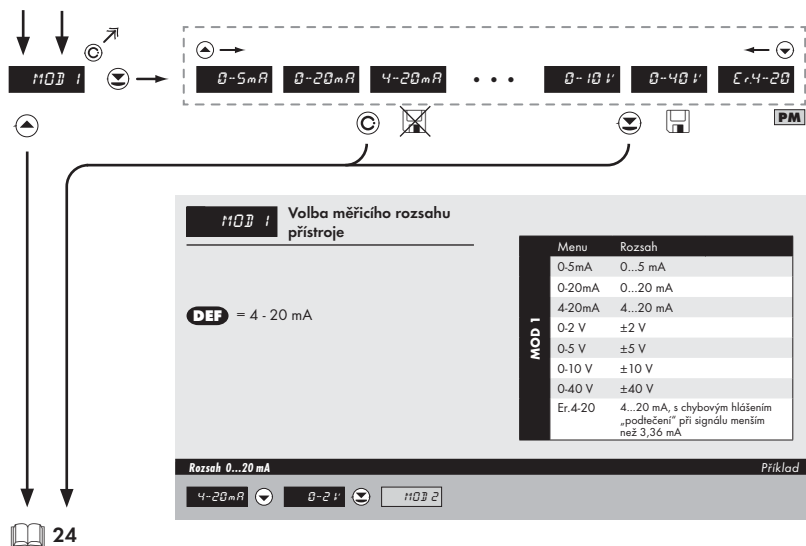 MOD 1
0-5mA 0-20mA 4-20mA • • • 0-10 V 0-40 V Er.4-20
C
C
PM
MOD 1
Volba měřicího rozsahu
přístroje
DEF = 4 - 20 mA
MOD 1
Menu Rozsah
0-5mA 0...5 mA
0-20mA 0...20 mA
4-20mA 4...20 mA
0-2 V ±2 V
0-5 V ±5 V
0-10 V ±10 V
0-40 V ±40 V
Er.4-20 4...20 mA, s chybovým hlášením
„podtečení" při signálu menším
než 3,36 mA
Rozsah 0...20 mA Příklad
4-20mA 0-2 V MOD 2
24